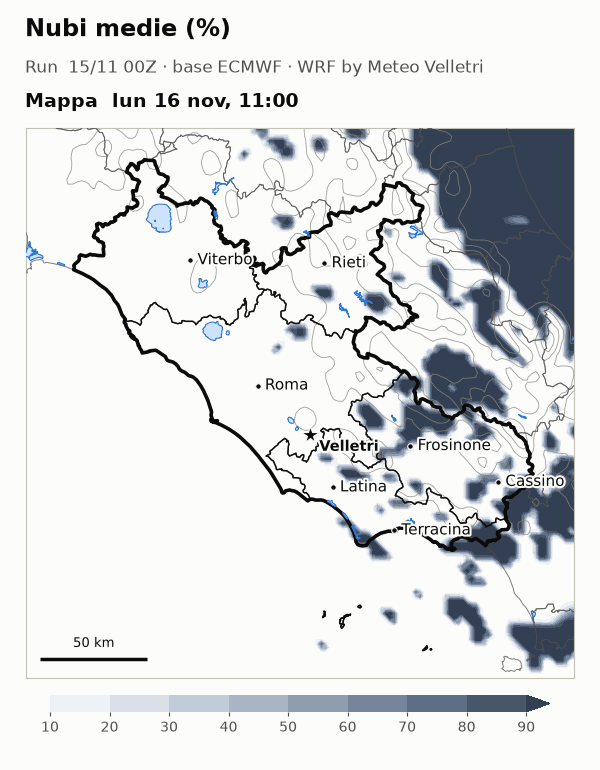 Nubi medie (%)
Run  15/11 00Z · base ECMWF · WRF by Meteo Velletri
Mappa  lun 16 nov, 11:00
Viterbo
Rieti
Roma
Velletri
Frosinone
Latina
Cassino
Terracina
50 km
10 20 30 40 50 60 70 80 90